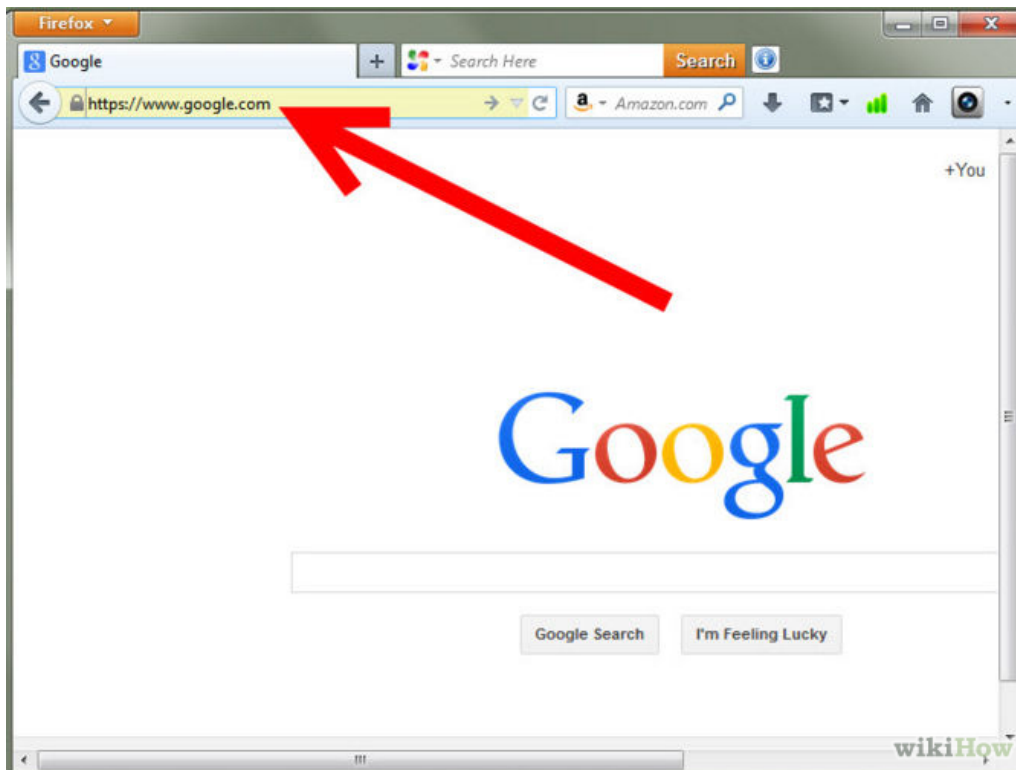 Firefox
Google
Search Here
Search
https://www.google.com
Amazon.com
+You
Google
Google Search
I'm Feeling Lucky
wikiHow